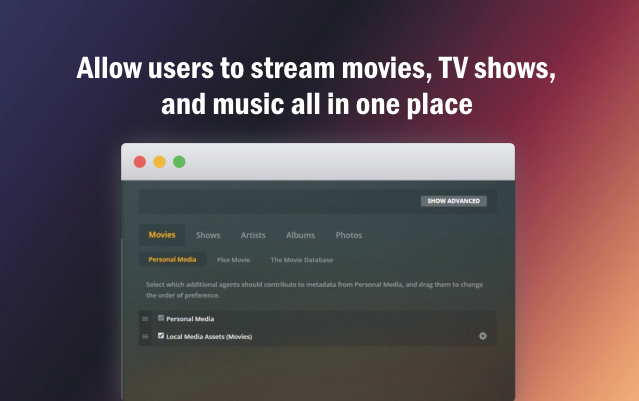 Allow users to stream movies, TV shows,
and music all in one place
SHOW ADVANCED
Movies Shows Artists Albums Photos
Personal Media Plex Movie The Movie Database
Select which additional agents should contribute to metadata from Personal Media, and drag them to change
the order of preference.
Personal Media
Local Media Assets (Movies)